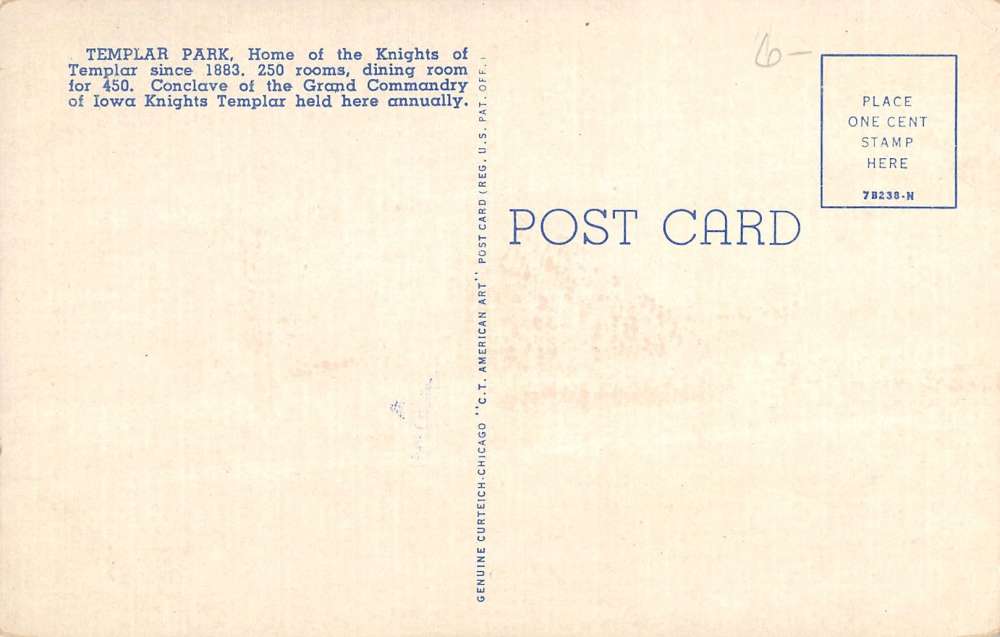 TEMPLAR PARK, Home of the Knights of
Templar since 1883. 250 rooms, dining room
for 450. Conclave of the Grand Commandry
of Iowa Knights Templar held here annually.
GENUINE CURTEICH-CHICAGO "C.T. AMERICAN ART" POST CARD (REG. U.S. PAT. OFF.)
6-
PLACE
ONE CENT
STAMP
HERE
7B238-N
POST CARD